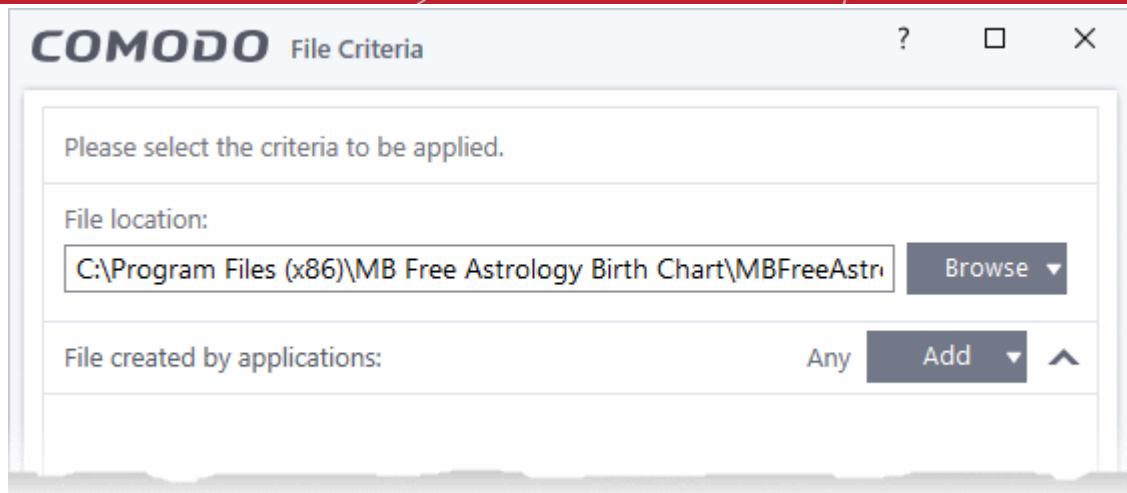 COMODO File Criteria ?
Please select the criteria to be applied.
File location:
C:\Program Files (x86)\MB Free Astrology Birth Chart\MBFreeAstr Browse
File created by applications: Any Add